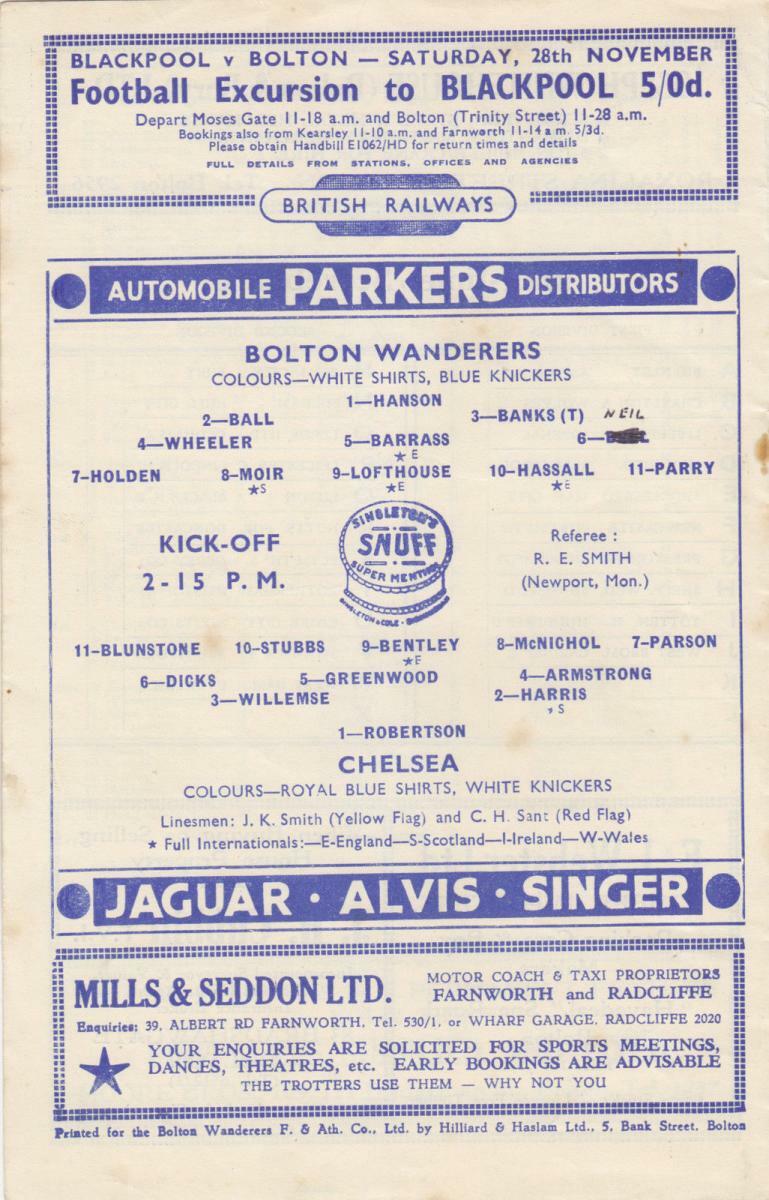 BLACKPOOL v BOLTON — SATURDAY, 28th NOVEMBER
Football Excursion to BLACKPOOL 5/0d.
Depart Moses Gate 11-18 a.m. and Bolton (Trinity Street) 11-28 a.m.
Bookings also from Kearsley 11-10 a.m. and Farnworth 11-14 a m. 5/3d.
Please obtain Handbill E1062/HD for return times and details
FULL DETAILS FROM STATIONS, OFFICES AND AGENCIES
BRITISH RAILWAYS
AUTOMOBILE PARKERS DISTRIBUTORS
BOLTON WANDERERS
COLOURS—WHITE SHIRTS, BLUE KNICKERS
1—HANSON
2—BALL 3—BANKS (T) NEIL
4—WHEELER 5—BARRASS 6—
★E
7-HOLDEN 8-MOIR 9-LOFTHOUSE 10-HASSALL 11-PARRY
★S ★E ★E
KICK-OFF
2-15 P. M.
SINGLETON'S
SNUFF
SUPER MENTHOL
SINGLETON & COLE
Referee :
R. E. SMITH
(Newport, Mon.)
11-BLUNSTONE 10-STUBBS 9-BENTLEY 8-McNICHOL 7-PARSON
★E
6—DICKS 5—GREENWOOD 4—ARMSTRONG
3—WILLEMSE 2—HARRIS
★S
1—ROBERTSON
CHELSEA
COLOURS—ROYAL BLUE SHIRTS, WHITE KNICKERS
Linesmen: J. K. Smith (Yellow Flag) and C. H. Sant (Red Flag)
★ Full Internationals:—E-England—S-Scotland—I-Ireland—W-Wales
JAGUAR · ALVIS · SINGER
MILLS & SEDDON LTD. MOTOR COACH & TAXI PROPRIETORS
FARNWORTH and RADCLIFFE
Enquiries: 39, ALBERT RD FARNWORTH, Tel. 530/1, or WHARF GARAGE, RADCLIFFE 2020
YOUR ENQUIRIES ARE SOLICITED FOR SPORTS MEETINGS,
DANCES, THEATRES, etc. EARLY BOOKINGS ARE ADVISABLE
THE TROTTERS USE THEM — WHY NOT YOU
Printed for the Bolton Wanderers F. & Ath. Co., Ltd. by Hilliard & Haslam Ltd., 5, Bank Street, Bolton